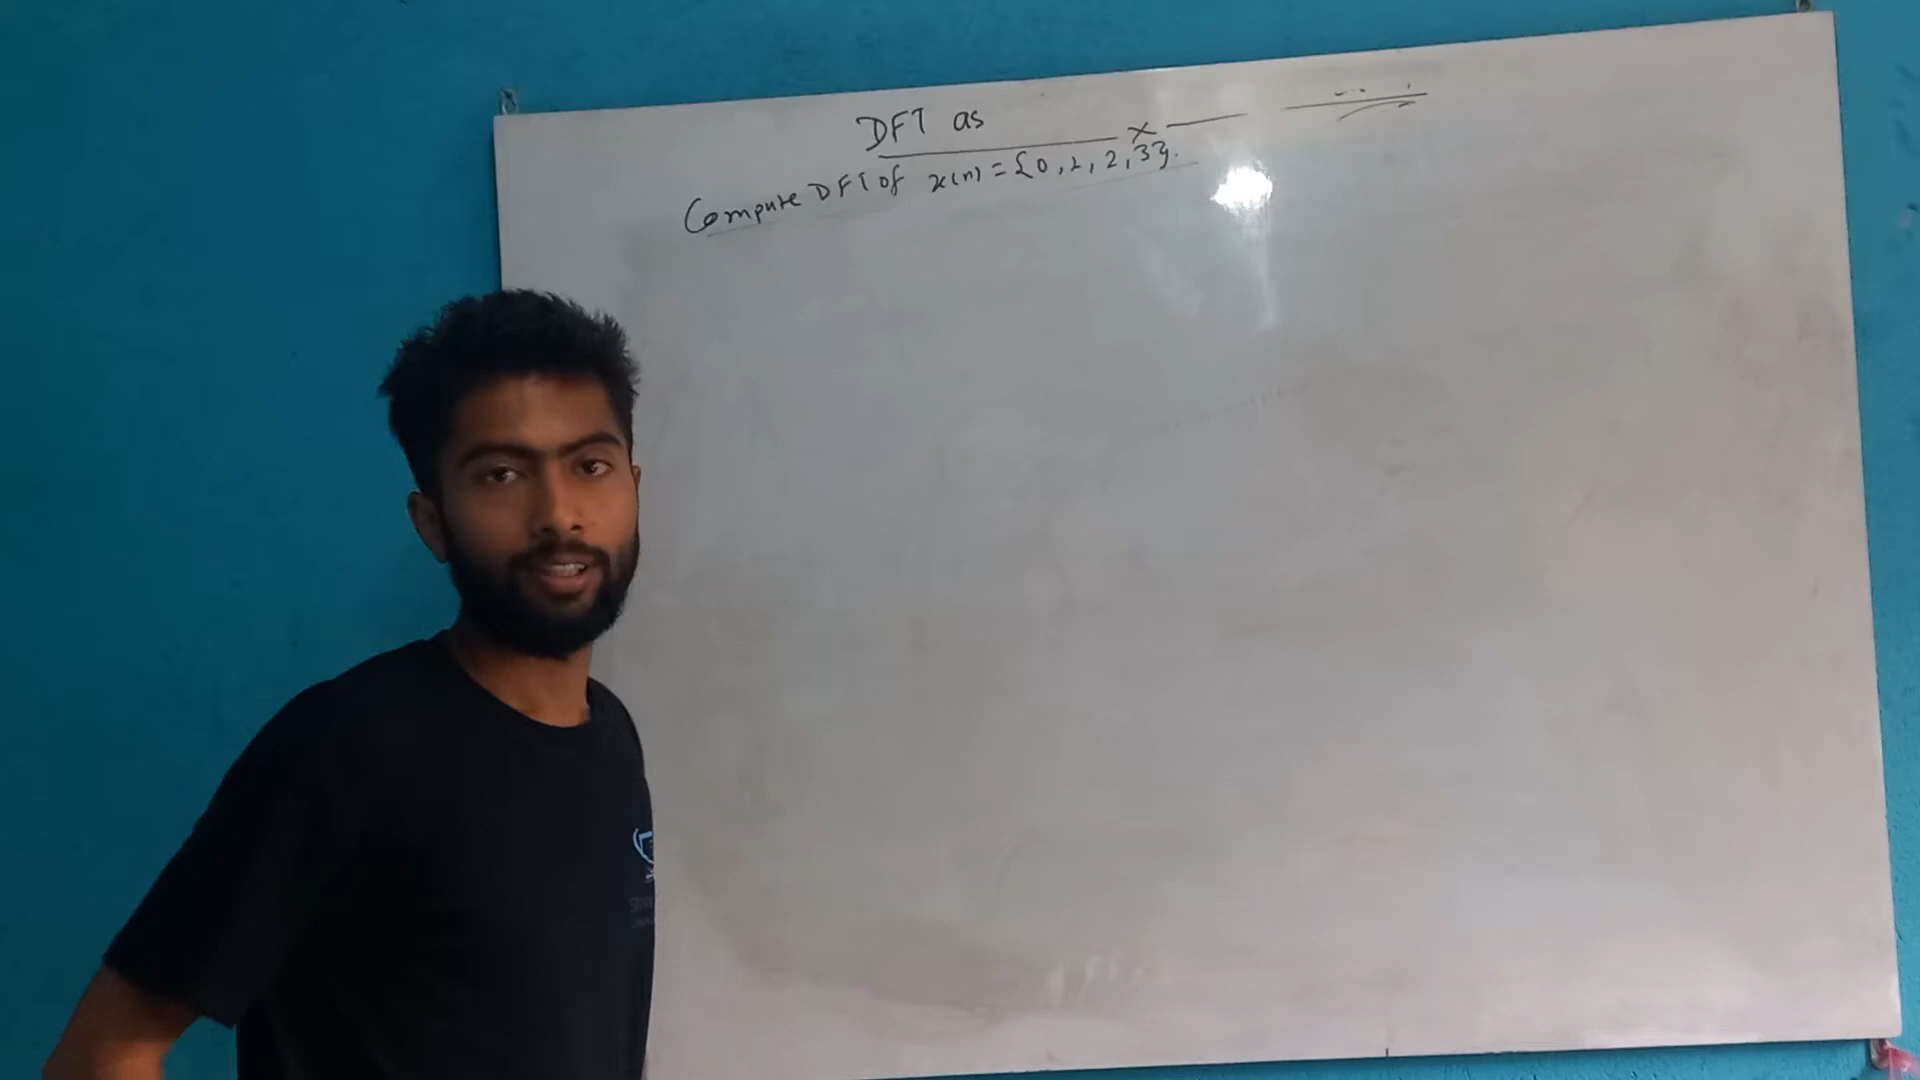 DFT as
Compute DFT of x(n) = {0, 1, 2, 3}.